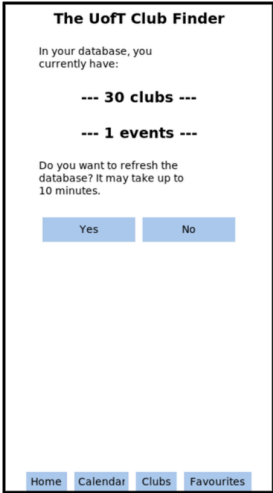 The UofT Club Finder
In your database, you
currently have:
--- 30 clubs ---
--- 1 events ---
Do you want to refresh the
database? It may take up to
10 minutes.
Yes No
Home Calendar Clubs Favourites